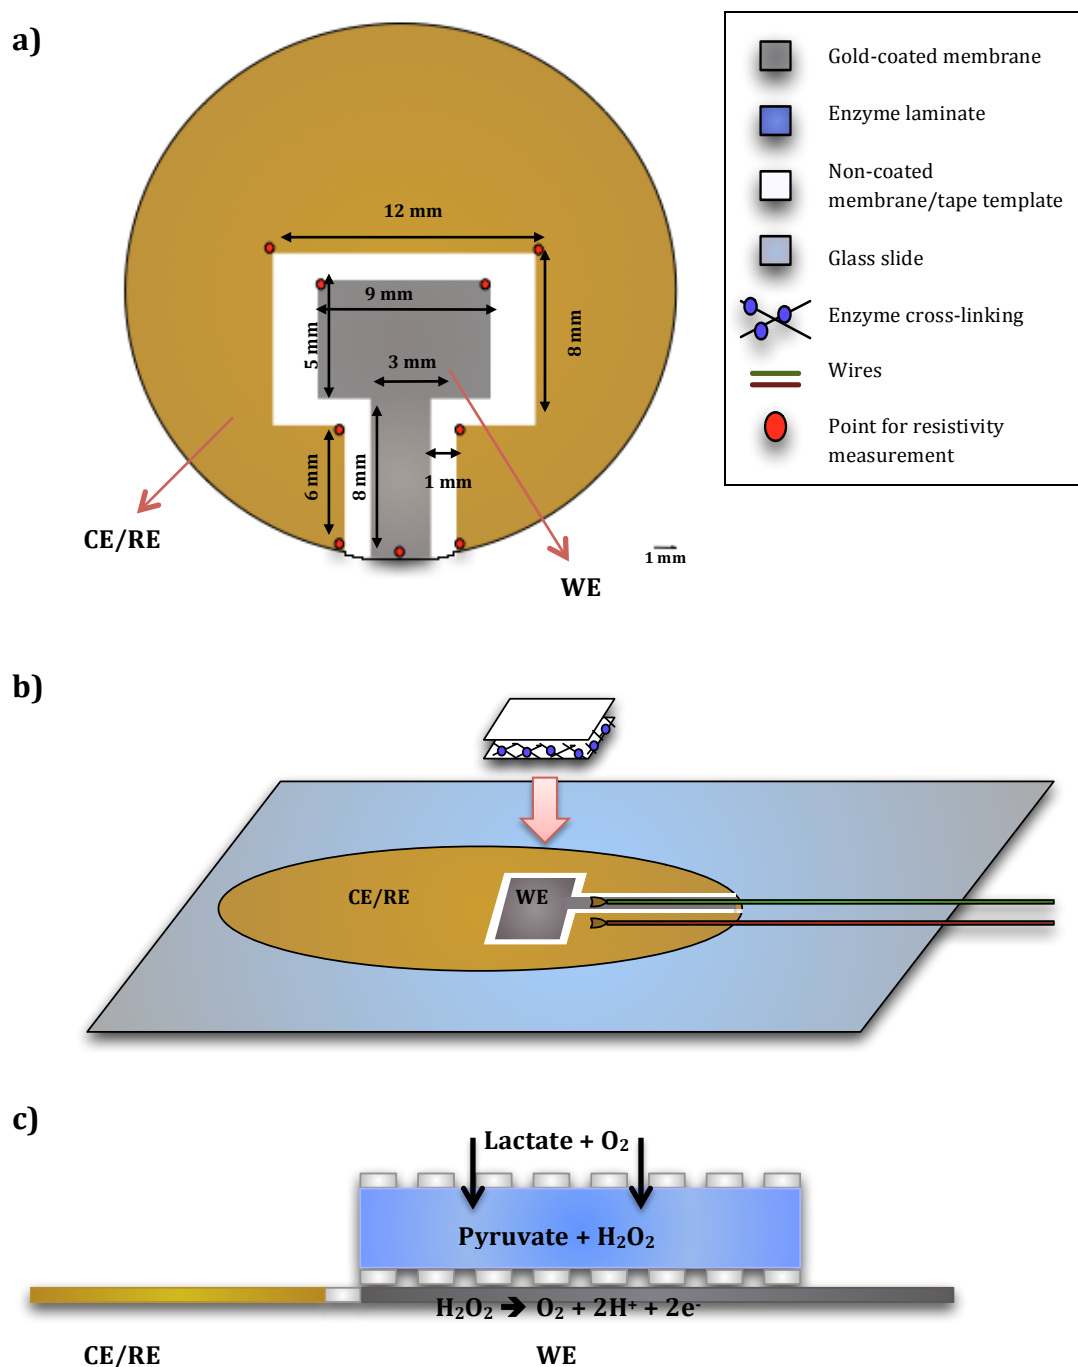 a)
12 mm
9 mm
5 mm
3 mm
8 mm
6 mm
8 mm
1 mm
CE/RE
WE
1 mm
Gold-coated membrane
Enzyme laminate
Non-coated
membrane/tape template
Glass slide
Enzyme cross-linking
Wires
Point for resistivity
measurement
b)
CE/RE
WE
c)
Lactate + O₂
Pyruvate + H₂O₂
H₂O₂ → O₂ + 2H⁺ + 2e⁻
CE/RE
WE